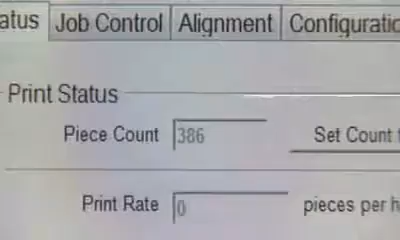 atus Job Control Alignment Configuratio
Print Status
Piece Count 386 Set Count
Print Rate 0 pieces per h